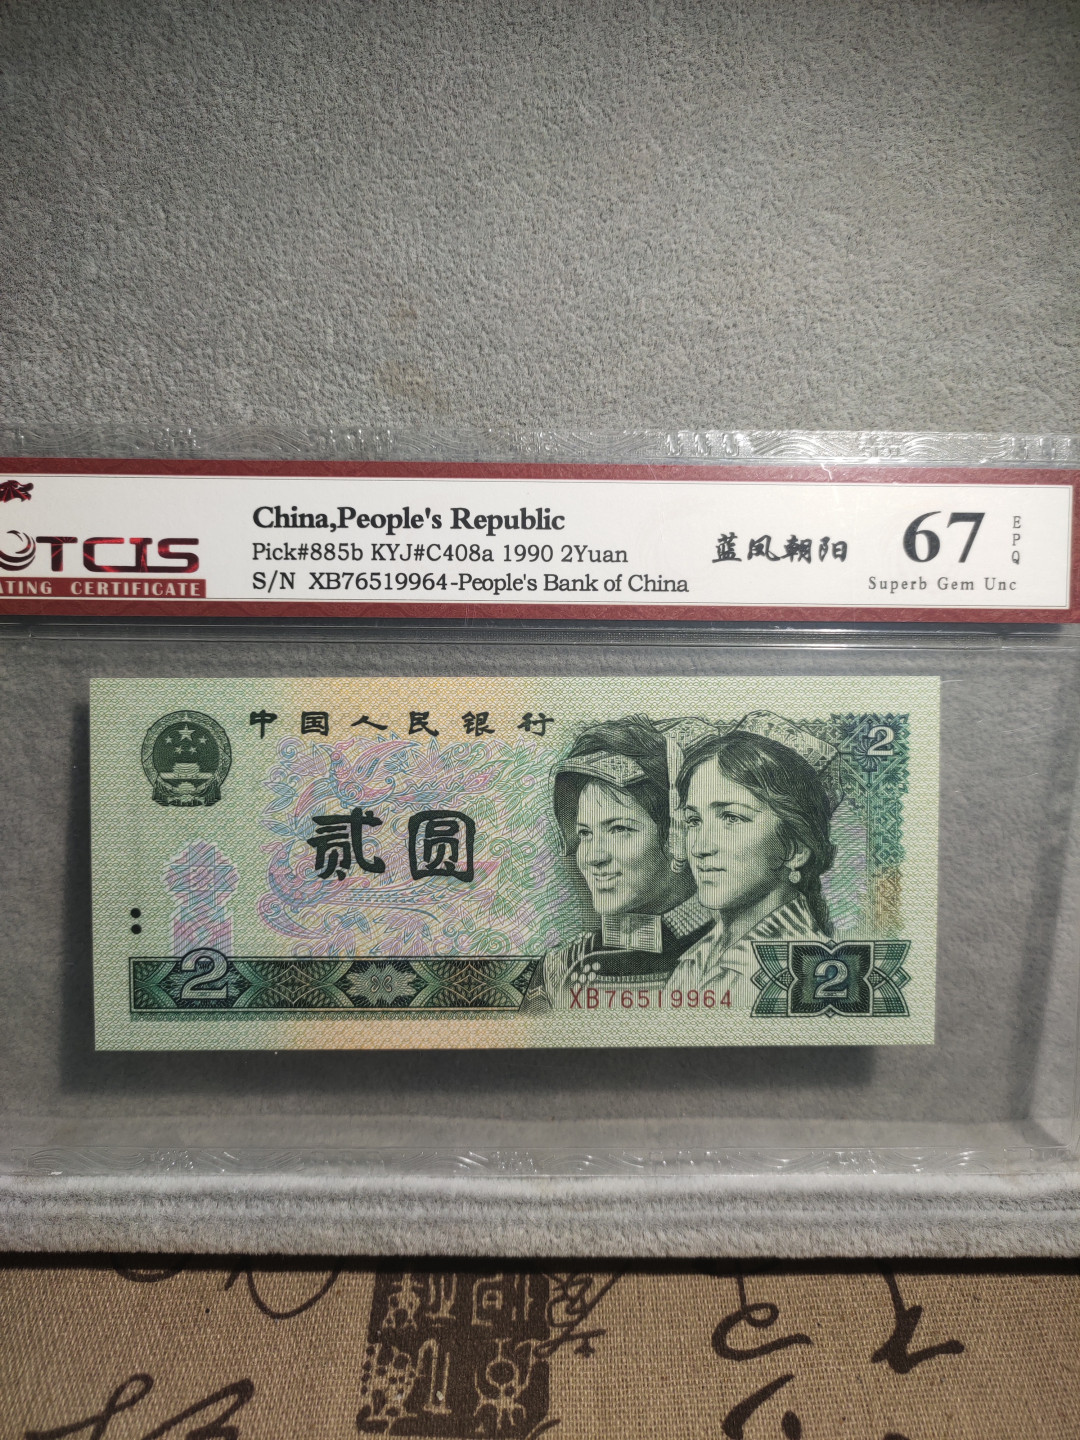 China,People's Republic
Pick#885b KYJ#C408a 1990 2Yuan
S/N XB76519964-People's Bank of China
蓝凤朝阳
67
EPQ
Superb Gem Unc
TCIS
ATING CERTIFICATE
中国人民银行
2
贰圆
2
XB76519964
2